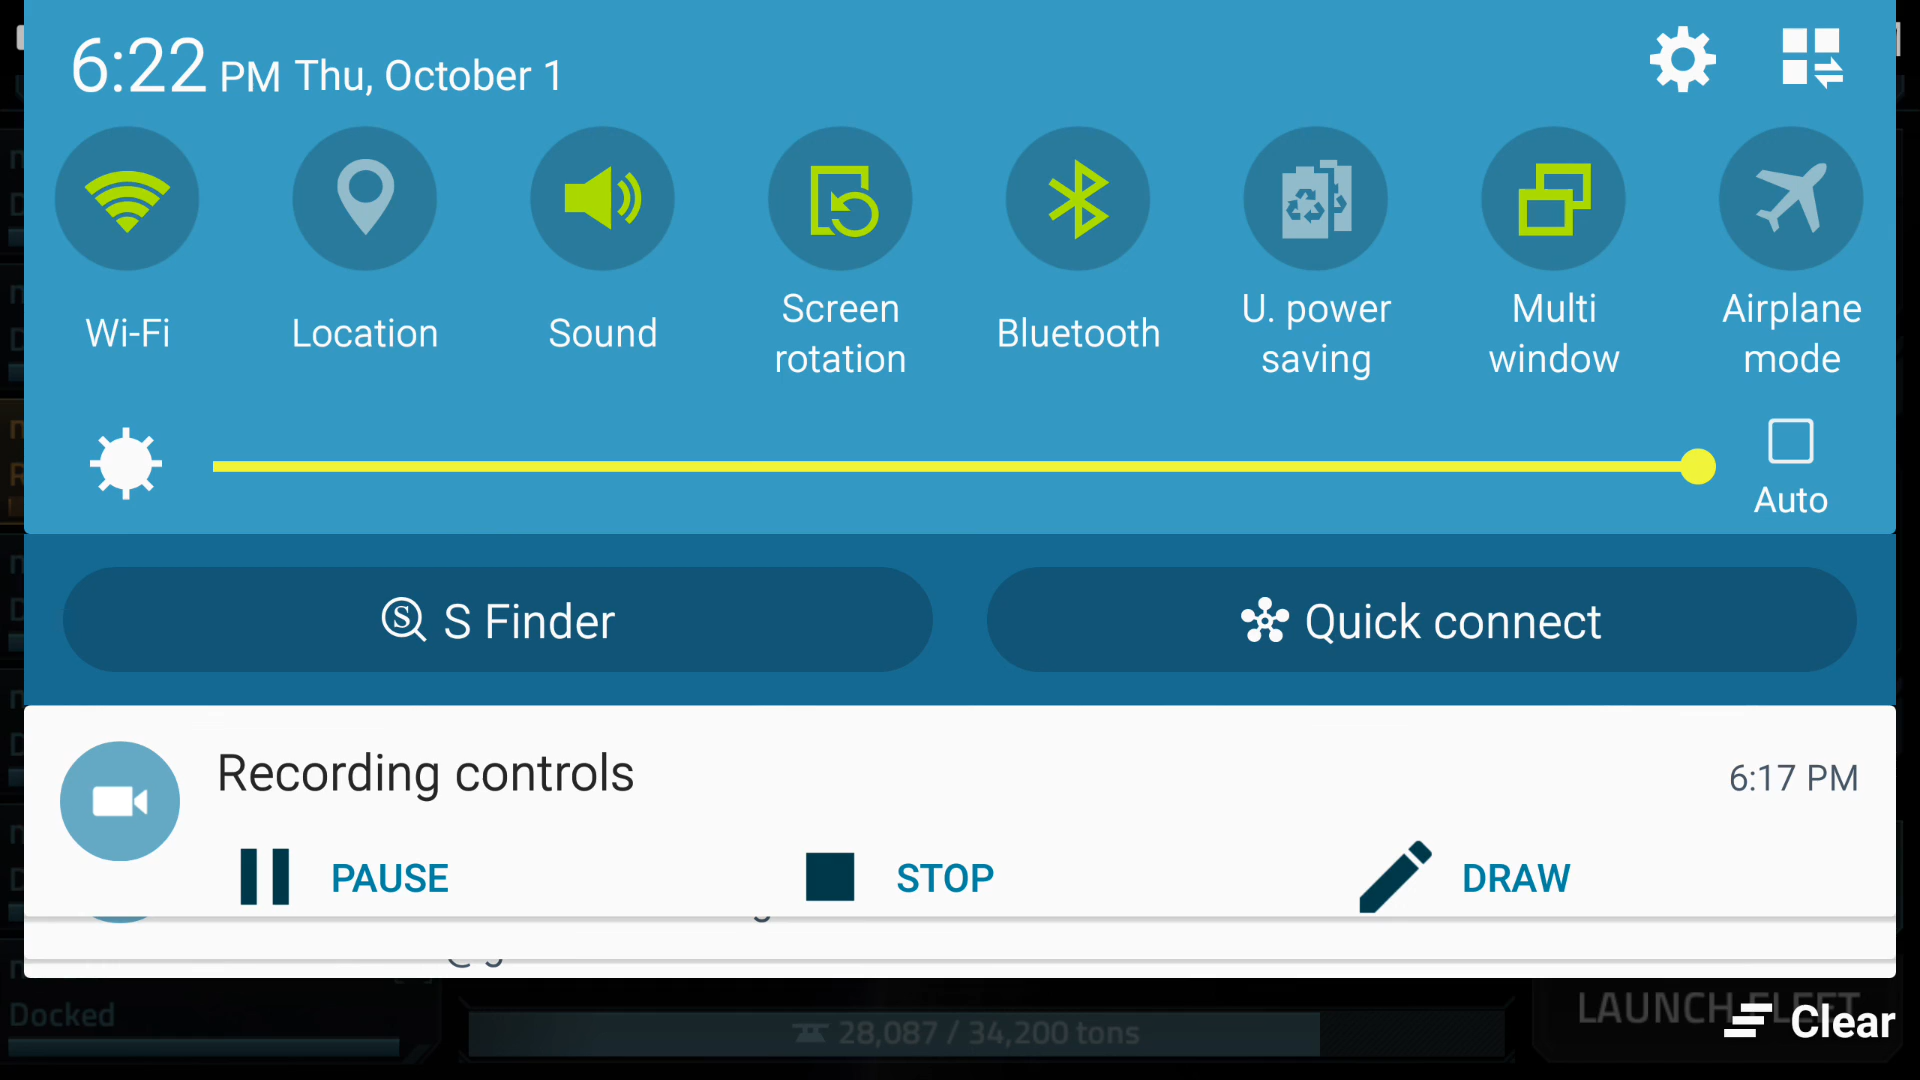 6:22 PM Thu, October 1
Wi-Fi
Location
Sound
Screen
rotation
Bluetooth
U. power
saving
Multi
window
Airplane
mode
Auto
S Finder
Quick connect
Recording controls
6:17 PM
PAUSE
STOP
DRAW
Docked
28,087 / 34,200 tons
LAUNCH FLEET
Clear